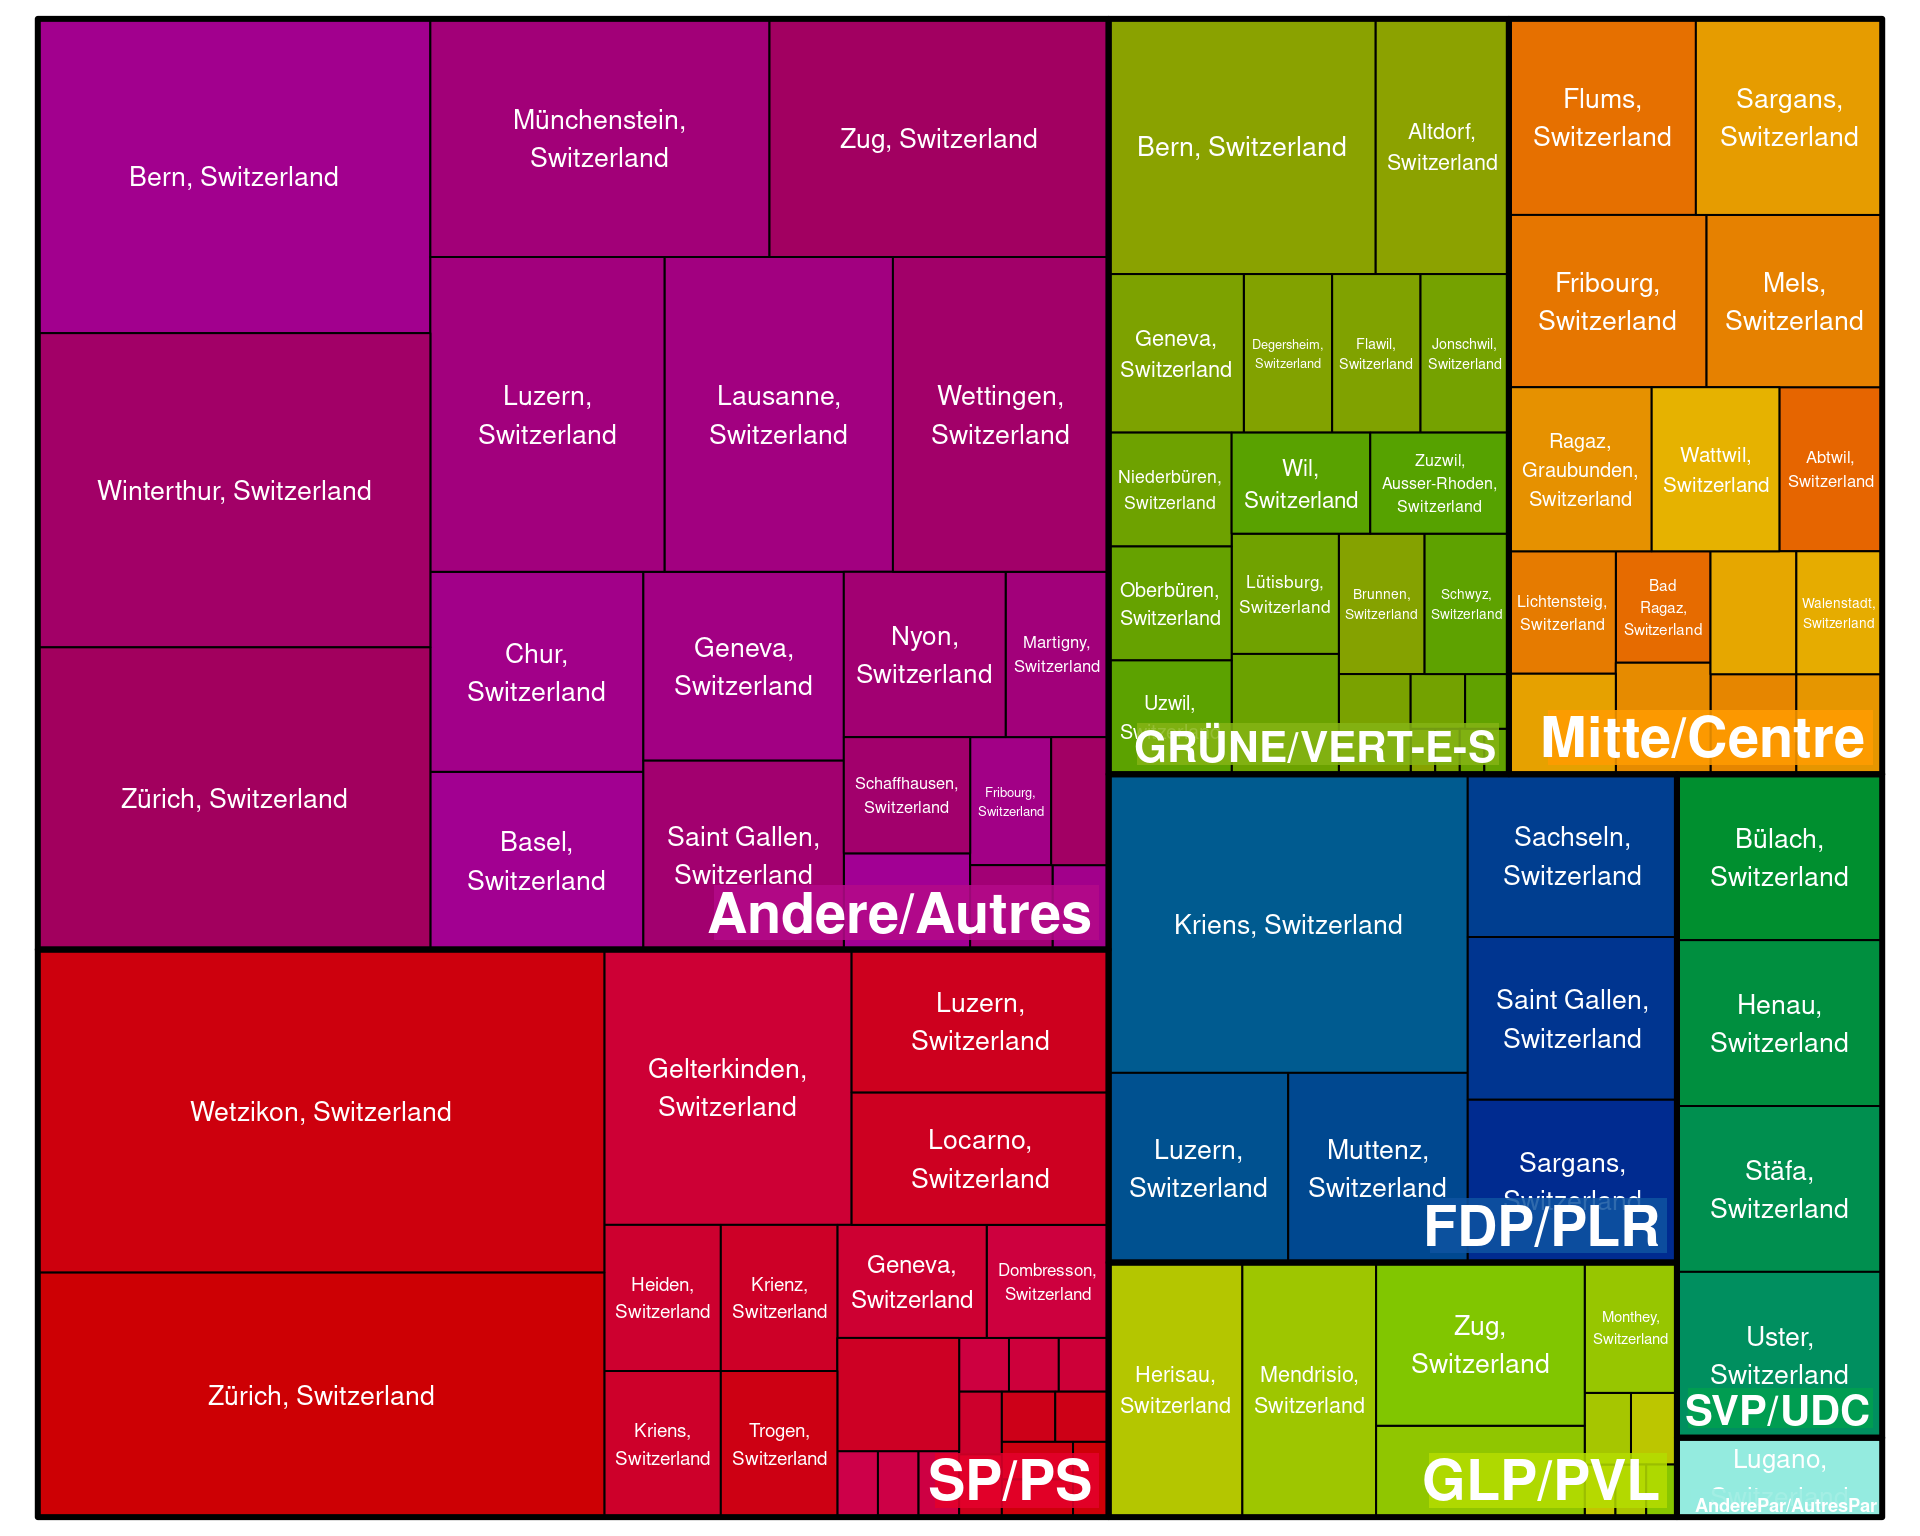 Bern, Switzerland
Münchenstein,
Switzerland
Zug, Switzerland
Winterthur, Switzerland
Luzern,
Switzerland
Lausanne,
Switzerland
Wettingen,
Switzerland
Zürich, Switzerland
Chur,
Switzerland
Geneva,
Switzerland
Nyon,
Switzerland
Martigny,
Switzerland
Basel,
Switzerland
Saint Gallen,
Switzerland
Schaffhausen,
Switzerland
Fribourg,
Switzerland
Andere/Autres
Bern, Switzerland
Altdorf,
Switzerland
Geneva,
Switzerland
Degersheim,
Switzerland
Flawil,
Switzerland
Jonschwil,
Switzerland
Niederbüren,
Switzerland
Wil,
Switzerland
Zuzwil,
Ausser-Rhoden,
Switzerland
Oberbüren,
Switzerland
Lütisburg,
Switzerland
Brunnen,
Switzerland
Schwyz,
Switzerland
Uzwil,
Switzerland
GRÜNE/VERT-E-S
Flums,
Switzerland
Sargans,
Switzerland
Fribourg,
Switzerland
Mels,
Switzerland
Ragaz,
Graubunden,
Switzerland
Wattwil,
Switzerland
Abtwil,
Switzerland
Lichtensteig,
Switzerland
Bad
Ragaz,
Switzerland
Walenstadt,
Switzerland
Mitte/Centre
Wetzikon, Switzerland
Gelterkinden,
Switzerland
Luzern,
Switzerland
Locarno,
Switzerland
Zürich, Switzerland
Heiden,
Switzerland
Krienz,
Switzerland
Geneva,
Switzerland
Dombresson,
Switzerland
Kriens,
Switzerland
Trogen,
Switzerland
SP/PS
Kriens, Switzerland
Sachseln,
Switzerland
Saint Gallen,
Switzerland
Luzern,
Switzerland
Muttenz,
Switzerland
Sargans,
Switzerland
FDP/PLR
Bülach,
Switzerland
Henau,
Switzerland
Stäfa,
Switzerland
Uster,
Switzerland
SVP/UDC
Herisau,
Switzerland
Mendrisio,
Switzerland
Zug,
Switzerland
Monthey,
Switzerland
GLP/PVL
Lugano,
Switzerland
AnderePar/AutresPar